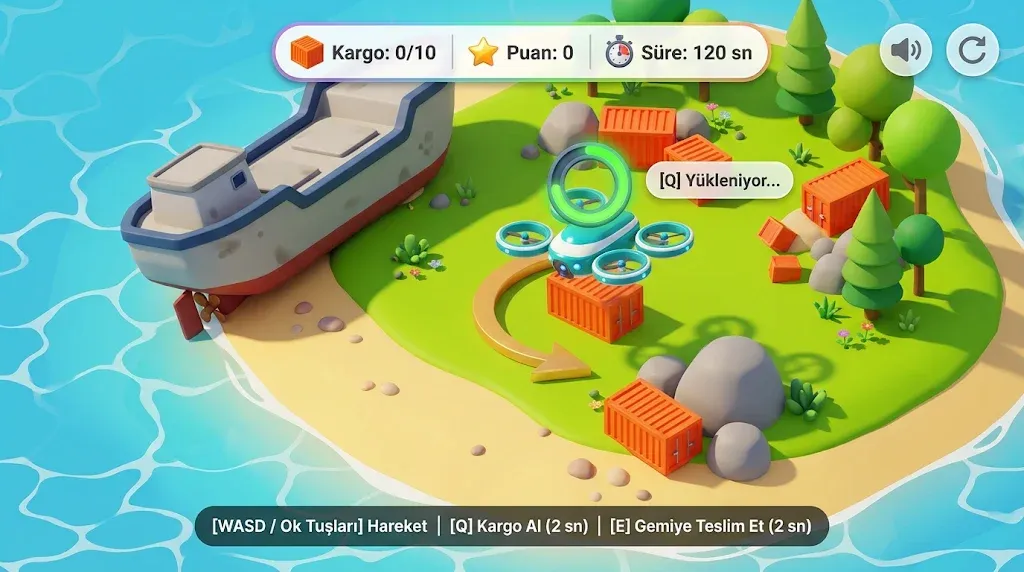 Kargo: 0/10 | Puan: 0 | Süre: 120 sn
[Q] Yükleniyor...
[WASD / Ok Tuşları] Hareket | [Q] Kargo Al (2 sn) | [E] Gemiye Teslim Et (2 sn)